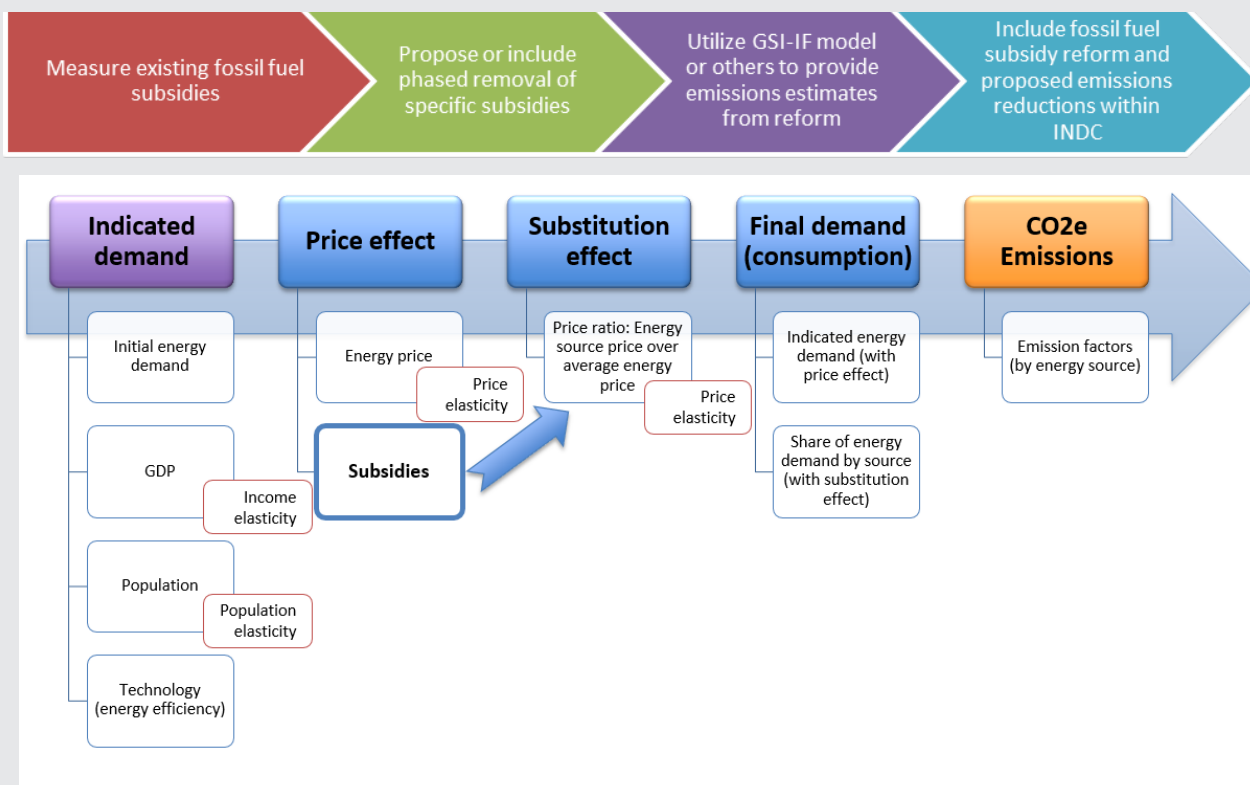 Measure existing fossil fuel
subsidies
Propose or include
phased removal of
specific subsidies
Utilize GSI-IF model
or others to provide
emissions estimates
from reform
Include fossil fuel
subsidy reform and
proposed emissions
reductions within
INDC
Indicated
demand
Initial energy
demand
GDP
Income
elasticity
Population
Population
elasticity
Technology
(energy efficiency)
Price effect
Energy price
Price
elasticity
Subsidies
Substitution
effect
Price ratio: Energy
source price over
average energy
price
Price
elasticity
Final demand
(consumption)
Indicated energy
demand (with
price effect)
Share of energy
demand by source
(with substitution
effect)
CO2e
Emissions
Emission factors
(by energy source)